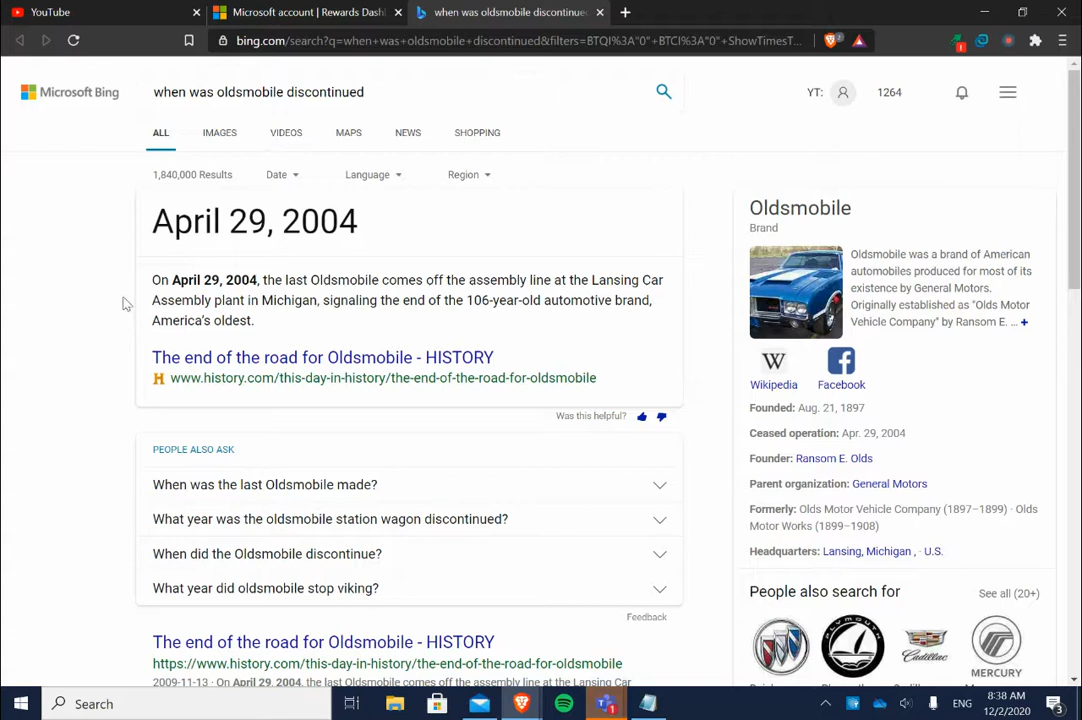 YouTube
Microsoft account | Rewards Dash
when was oldsmobile discontinued
bing.com/search?q=when+was+oldsmobile+discontinued&filters=BTQI%3A"0"+BTCI%3A"0"+ShowTimesT...
2
1
Microsoft Bing
when was oldsmobile discontinued
YT:
1264
ALL
IMAGES
VIDEOS
MAPS
NEWS
SHOPPING
1,840,000 Results
Date
Language
Region
April 29, 2004
On April 29, 2004, the last Oldsmobile comes off the assembly line at the Lansing Car
Assembly plant in Michigan, signaling the end of the 106-year-old automotive brand,
America's oldest.
The end of the road for Oldsmobile - HISTORY
H www.history.com/this-day-in-history/the-end-of-the-road-for-oldsmobile
Was this helpful?
PEOPLE ALSO ASK
When was the last Oldsmobile made?
What year was the oldsmobile station wagon discontinued?
When did the Oldsmobile discontinue?
What year did oldsmobile stop viking?
Feedback
The end of the road for Oldsmobile - HISTORY
https://www.history.com/this-day-in-history/the-end-of-the-road-for-oldsmobile
2009-11-13 · On April 29, 2004, the last Oldsmobile comes off the assembly line at the Lansing Car
Oldsmobile
Brand
Oldsmobile was a brand of American
automobiles produced for most of its
existence by General Motors.
Originally established as "Olds Motor
Vehicle Company" by Ransom E. ... +
W
Wikipedia
Facebook
Founded: Aug. 21, 1897
Ceased operation: Apr. 29, 2004
Founder: Ransom E. Olds
Parent organization: General Motors
Formerly: Olds Motor Vehicle Company (1897–1899) · Olds
Motor Works (1899–1908)
Headquarters: Lansing, Michigan , · U.S.
People also search for
See all (20+)
PLYMOUTH
Cadillac
MERCURY
Search
ENG
8:38 AM
12/2/2020
3